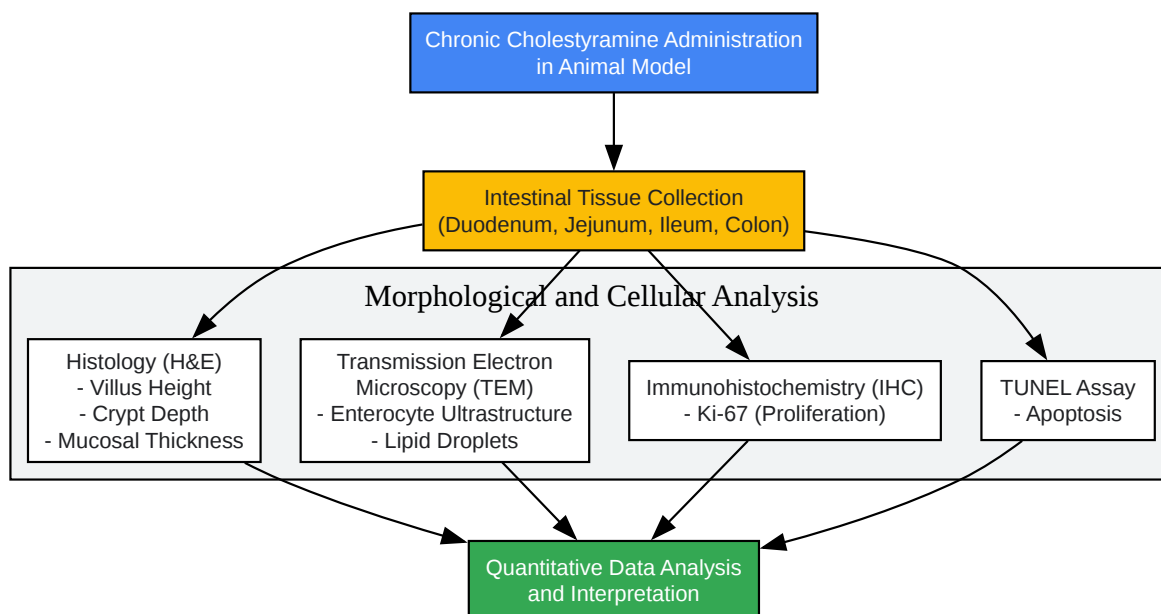 Chronic Cholestyramine Administration
in Animal Model
Intestinal Tissue Collection
(Duodenum, Jejunum, Ileum, Colon)
Morphological and Cellular Analysis
Histology (H&E)
- Villus Height
- Crypt Depth
- Mucosal Thickness
Transmission Electron
Microscopy (TEM)
- Enterocyte Ultrastructure
- Lipid Droplets
Immunohistochemistry (IHC)
- Ki-67 (Proliferation)
TUNEL Assay
- Apoptosis
Quantitative Data Analysis
and Interpretation